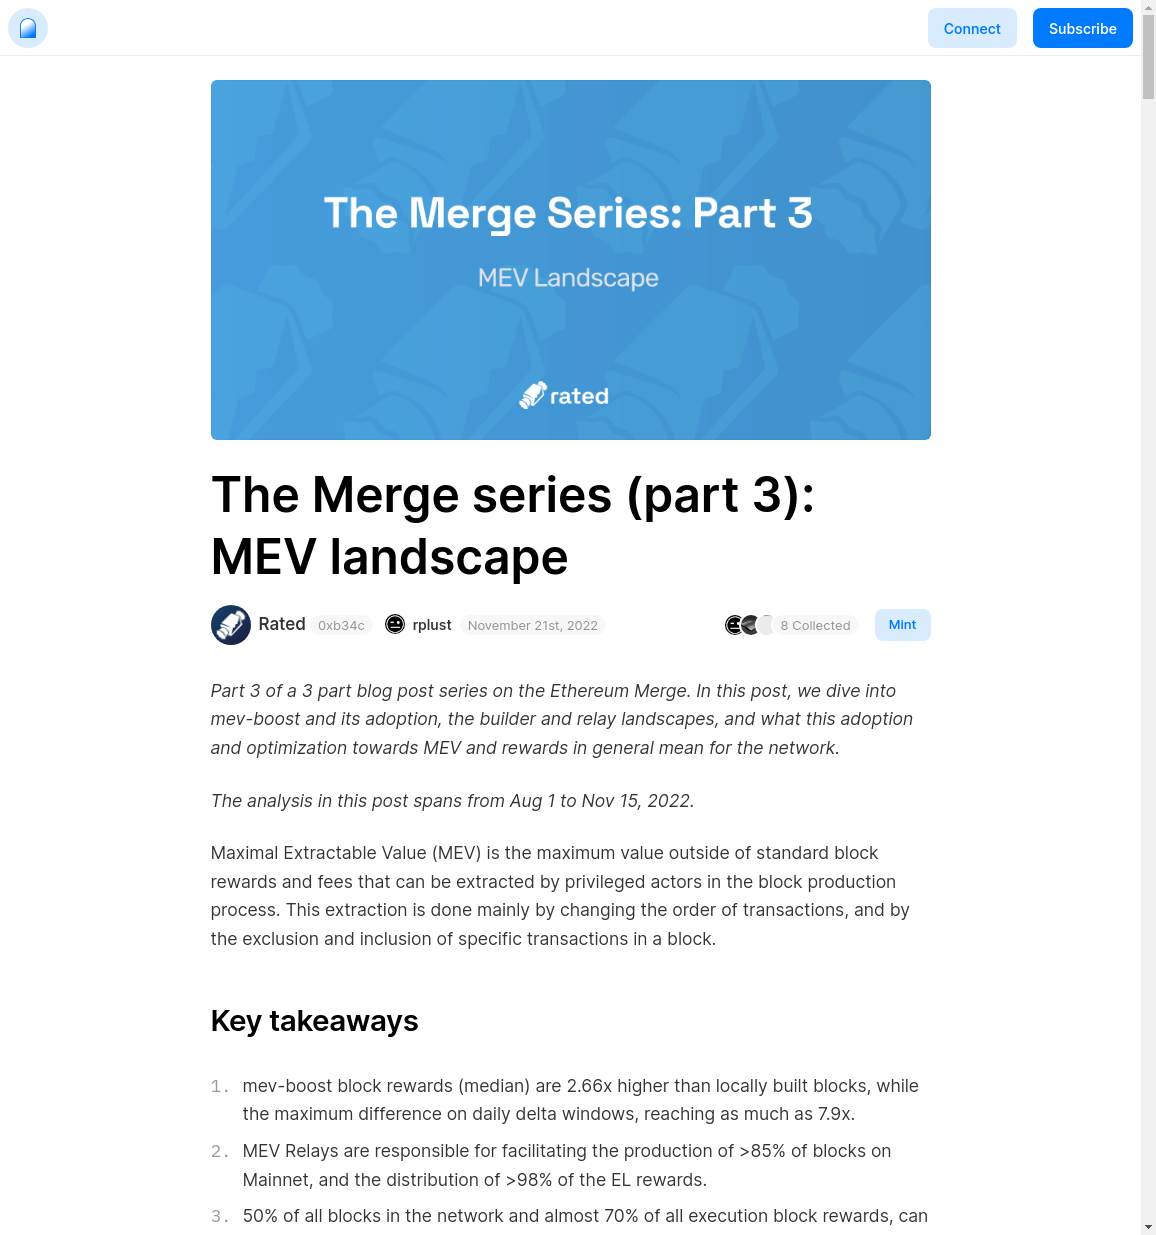 Connect
Subscribe
The Merge Series: Part 3
MEV Landscape
rated
The Merge series (part 3):
MEV landscape
Rated 0xb34c rplust November 21st, 2022 8 Collected Mint
Part 3 of a 3 part blog post series on the Ethereum Merge. In this post, we dive into
mev-boost and its adoption, the builder and relay landscapes, and what this adoption
and optimization towards MEV and rewards in general mean for the network.
The analysis in this post spans from Aug 1 to Nov 15, 2022.
Maximal Extractable Value (MEV) is the maximum value outside of standard block
rewards and fees that can be extracted by privileged actors in the block production
process. This extraction is done mainly by changing the order of transactions, and by
the exclusion and inclusion of specific transactions in a block.
Key takeaways
1. mev-boost block rewards (median) are 2.66x higher than locally built blocks, while
the maximum difference on daily delta windows, reaching as much as 7.9x.
2. MEV Relays are responsible for facilitating the production of >85% of blocks on
Mainnet, and the distribution of >98% of the EL rewards.
3. 50% of all blocks in the network and almost 70% of all execution block rewards, can